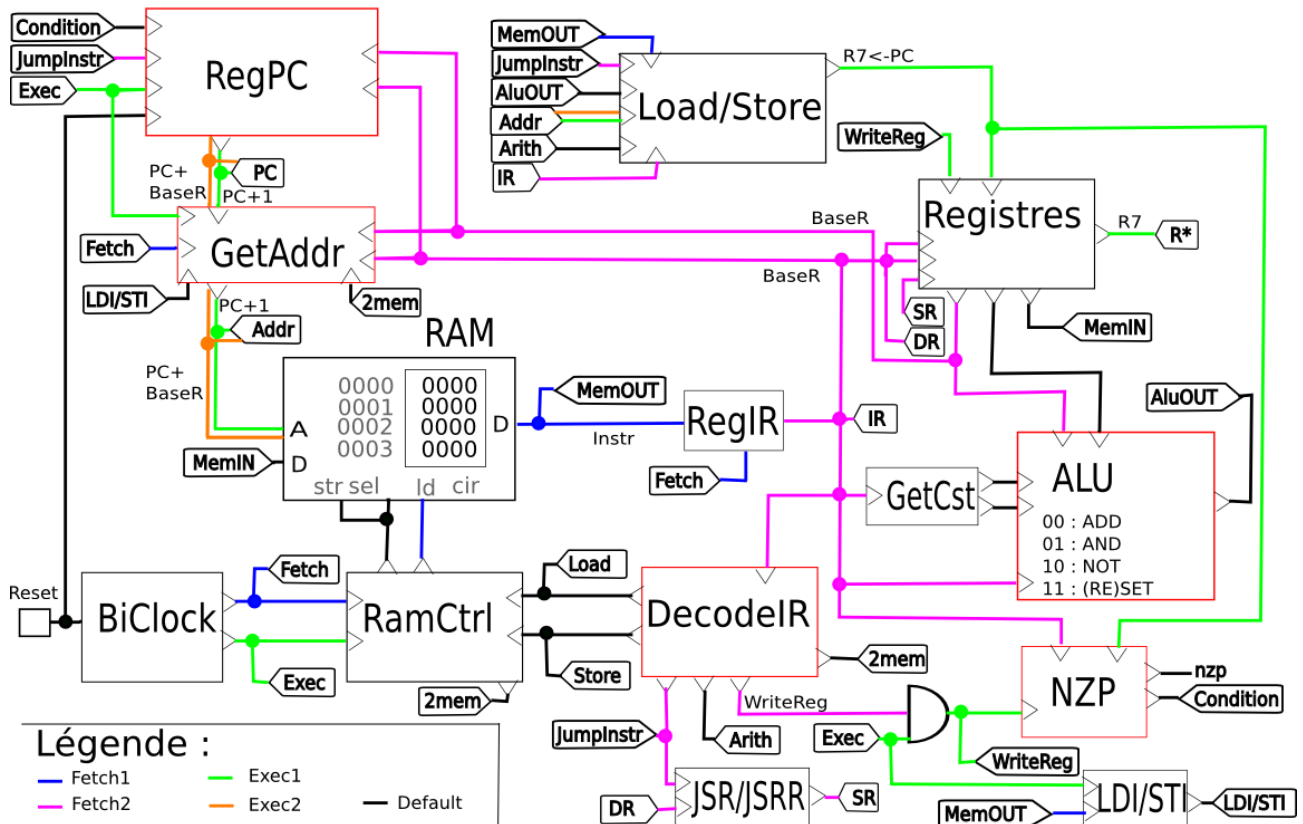 Condition
JumpInstr
Exec
RegPC
PC+
BaseR
PC+1
PC
Fetch
GetAddr
LDI/STI
PC+1
2mem
Addr
PC+
BaseR
MemOUT
JumpInstr
AluOUT
Addr
Arith
IR
Load/Store
R7<-PC
WriteReg
Registres
BaseR
BaseR
R7
R*
SR
DR
MemIN
RAM
0000
0001
0002
0003
0000
0000
0000
0000
A
D
D
str sel
ld
cir
MemIN
MemOUT
Instr
RegIR
Fetch
IR
AluOUT
GetCst
ALU
00 : ADD
01 : AND
10 : NOT
11 : (RE)SET
Reset
BiClock
Fetch
Exec
RamCtrl
Load
Store
2mem
DecodeIR
2mem
WriteReg
JumpInstr
Arith
Exec
NZP
nzp
Condition
WriteReg
DR
JSR/JSRR
SR
MemOUT
LDI/STI
LDI/STI
Légende :
Fetch1
Exec1
Fetch2
Exec2
Default